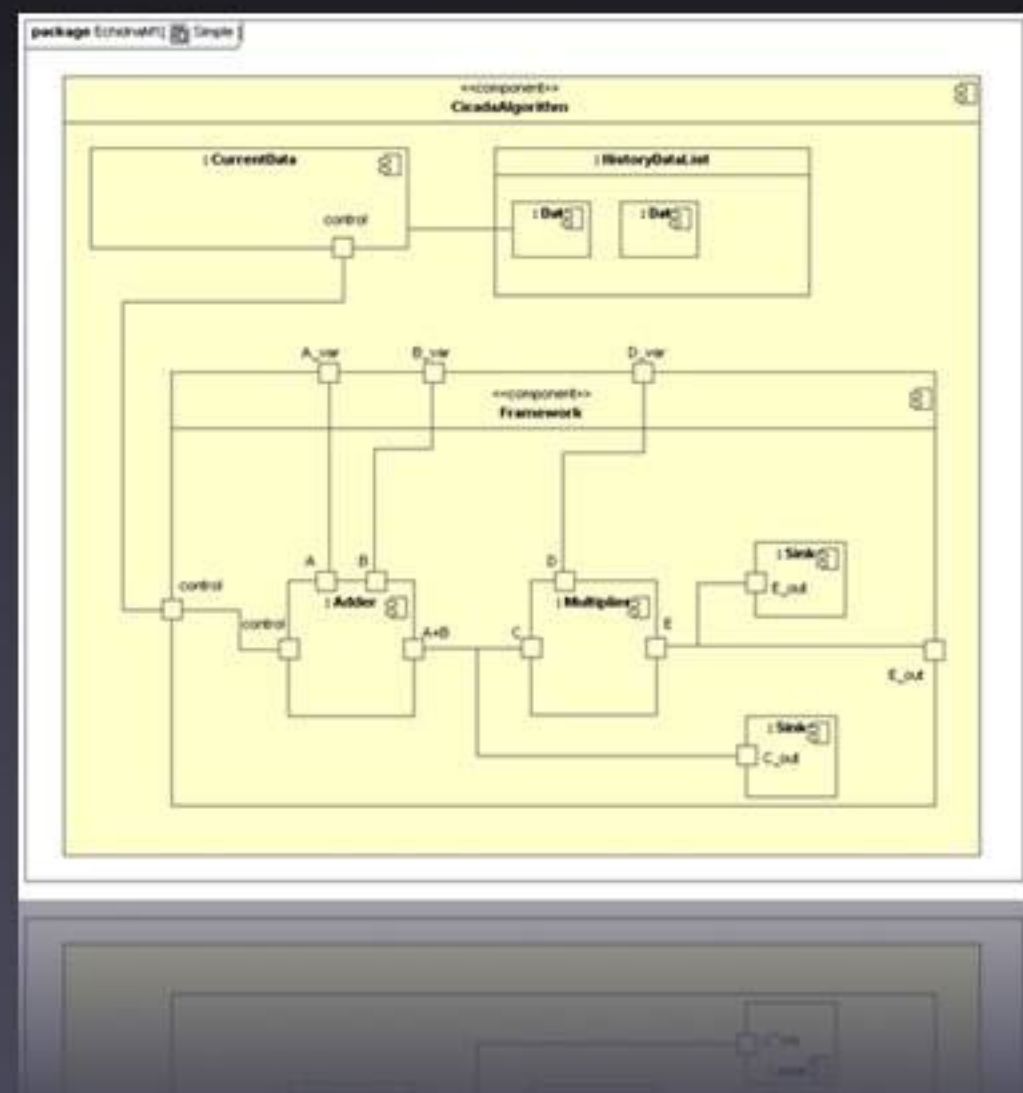 package EchidnaM1[ Simple ]
<<component>>
CicadaAlgorithm
: CurrentData
: HistoryDataList
: Dat
: Dat
control
A_var
B_var
D_var
<<component>>
Framework
A
B
D
: Sink
E_out
control
: Adder
: Multiplier
control
A+B
C
E
E_out
: Sink
C_out